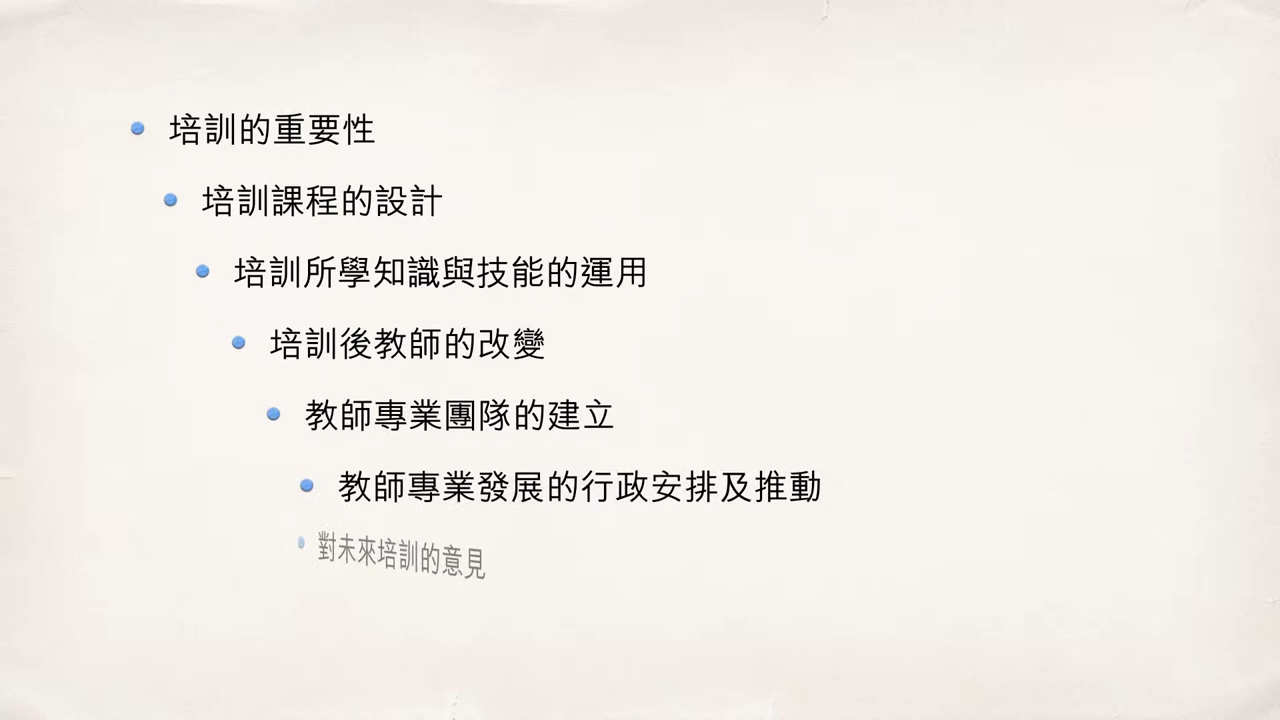 培訓的重要性
培訓課程的設計
培訓所學知識與技能的運用
培訓後教師的改變
教師專業團隊的建立
教師專業發展的行政安排及推動
對未來培訓的意見